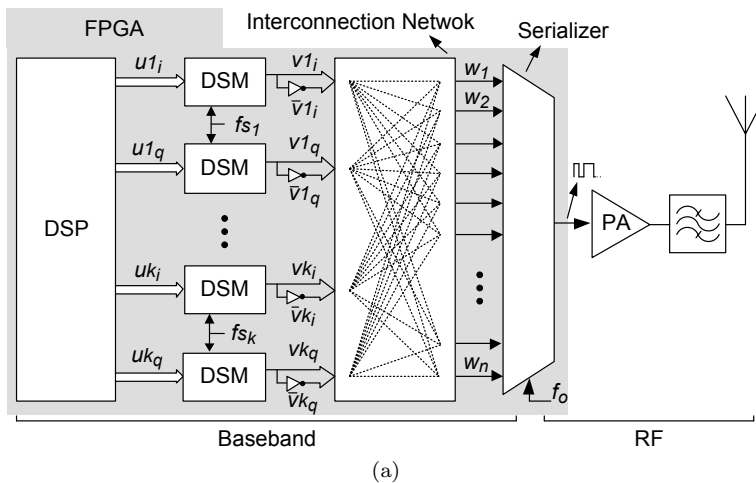 Interconnection Netwok
FPGA
Serializer
DSP
u1i
DSM
v1i
v̄1i
fs1
u1q
DSM
v1q
v̄1q
uki
DSM
vki
v̄ki
fsk
ukq
DSM
vkq
v̄kq
w1
w2
wn
fo
PA
Baseband
RF
(a)